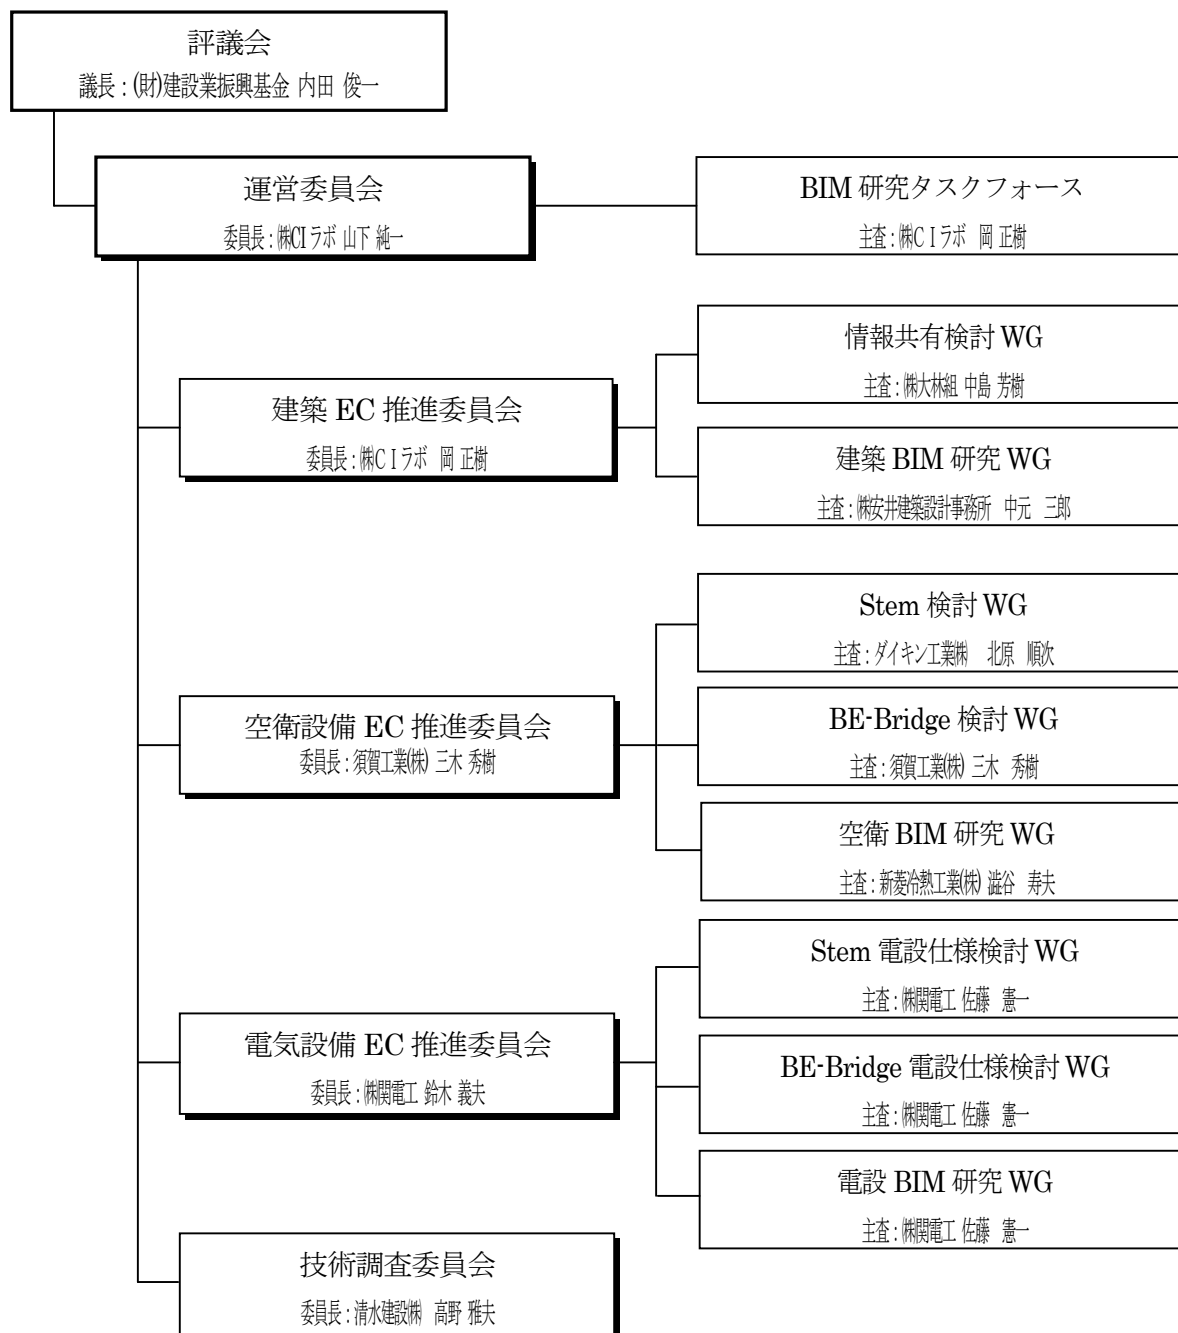 評議会
議長:(財)建設業振興基金 内田 俊一
運営委員会
委員長:㈱CIラボ 山下 純一
BIM 研究タスクフォース
主査:㈱CIラボ 岡 正樹
情報共有検討 WG
主査:㈱大林組 中島 芳樹
建築 EC 推進委員会
委員長:㈱CIラボ 岡 正樹
建築 BIM 研究 WG
主査:㈱安井建築設計事務所 中元 三郎
Stem 検討 WG
主査:ダイキン工業㈱ 北原 順次
空衛設備 EC 推進委員会
委員長:須賀工業(株) 三木 秀樹
BE-Bridge 検討 WG
主査:須賀工業(株) 三木 秀樹
空衛 BIM 研究 WG
主査:新菱冷熱工業(株) 澁谷 寿夫
Stem 電設仕様検討 WG
主査:㈱関電工 佐藤 憲一
電気設備 EC 推進委員会
委員長:㈱関電工 鈴木 義夫
BE-Bridge 電設仕様検討 WG
主査:㈱関電工 佐藤 憲一
電設 BIM 研究 WG
主査:㈱関電工 佐藤 憲一
技術調査委員会
委員長:清水建設㈱ 高野 雅夫